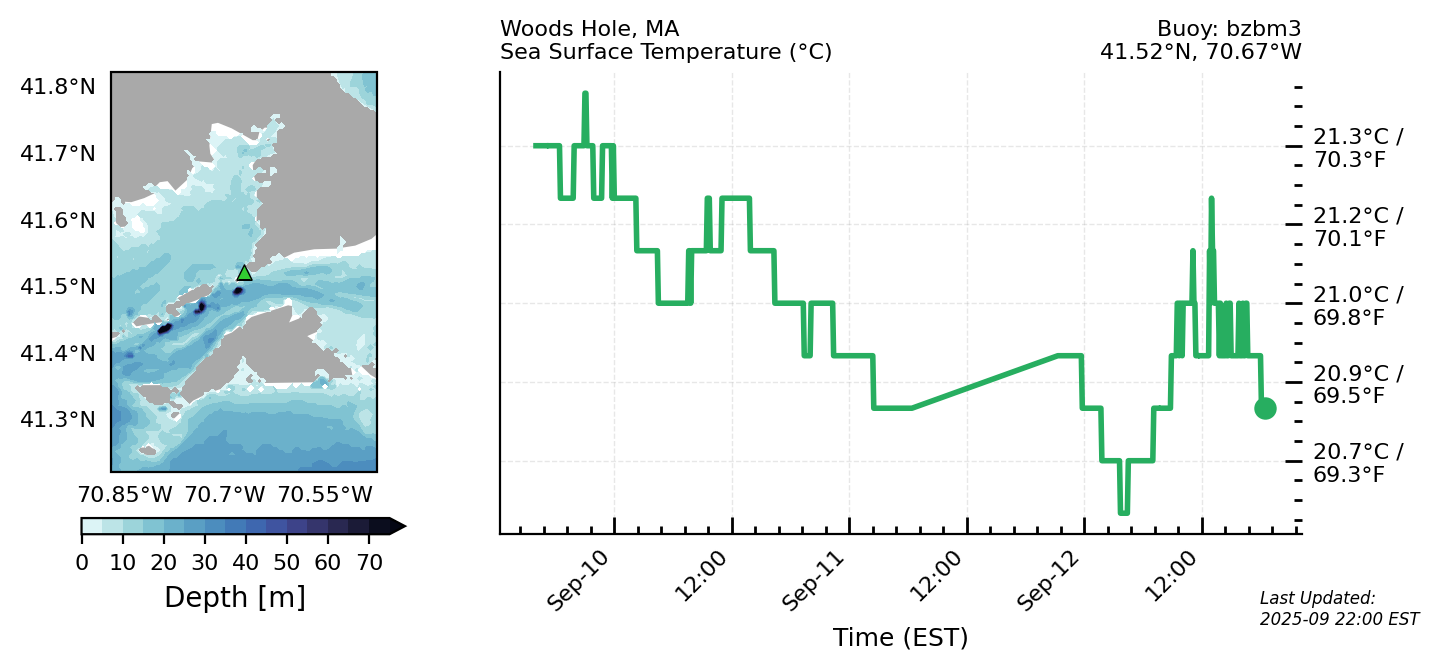 41.8°N
41.7°N
41.6°N
41.5°N
41.4°N
41.3°N
70.85°W 70.7°W 70.55°W
0 10 20 30 40 50 60 70
Depth [m]
Woods Hole, MA
Sea Surface Temperature (°C)
Buoy: bzbm3
41.52°N, 70.67°W
21.3°C /
70.3°F
21.2°C /
70.1°F
21.0°C /
69.8°F
20.9°C /
69.5°F
20.7°C /
69.3°F
Sep-10 12:00 Sep-11 12:00 Sep-12 12:00
Time (EST)
Last Updated:
2025-09 22:00 EST